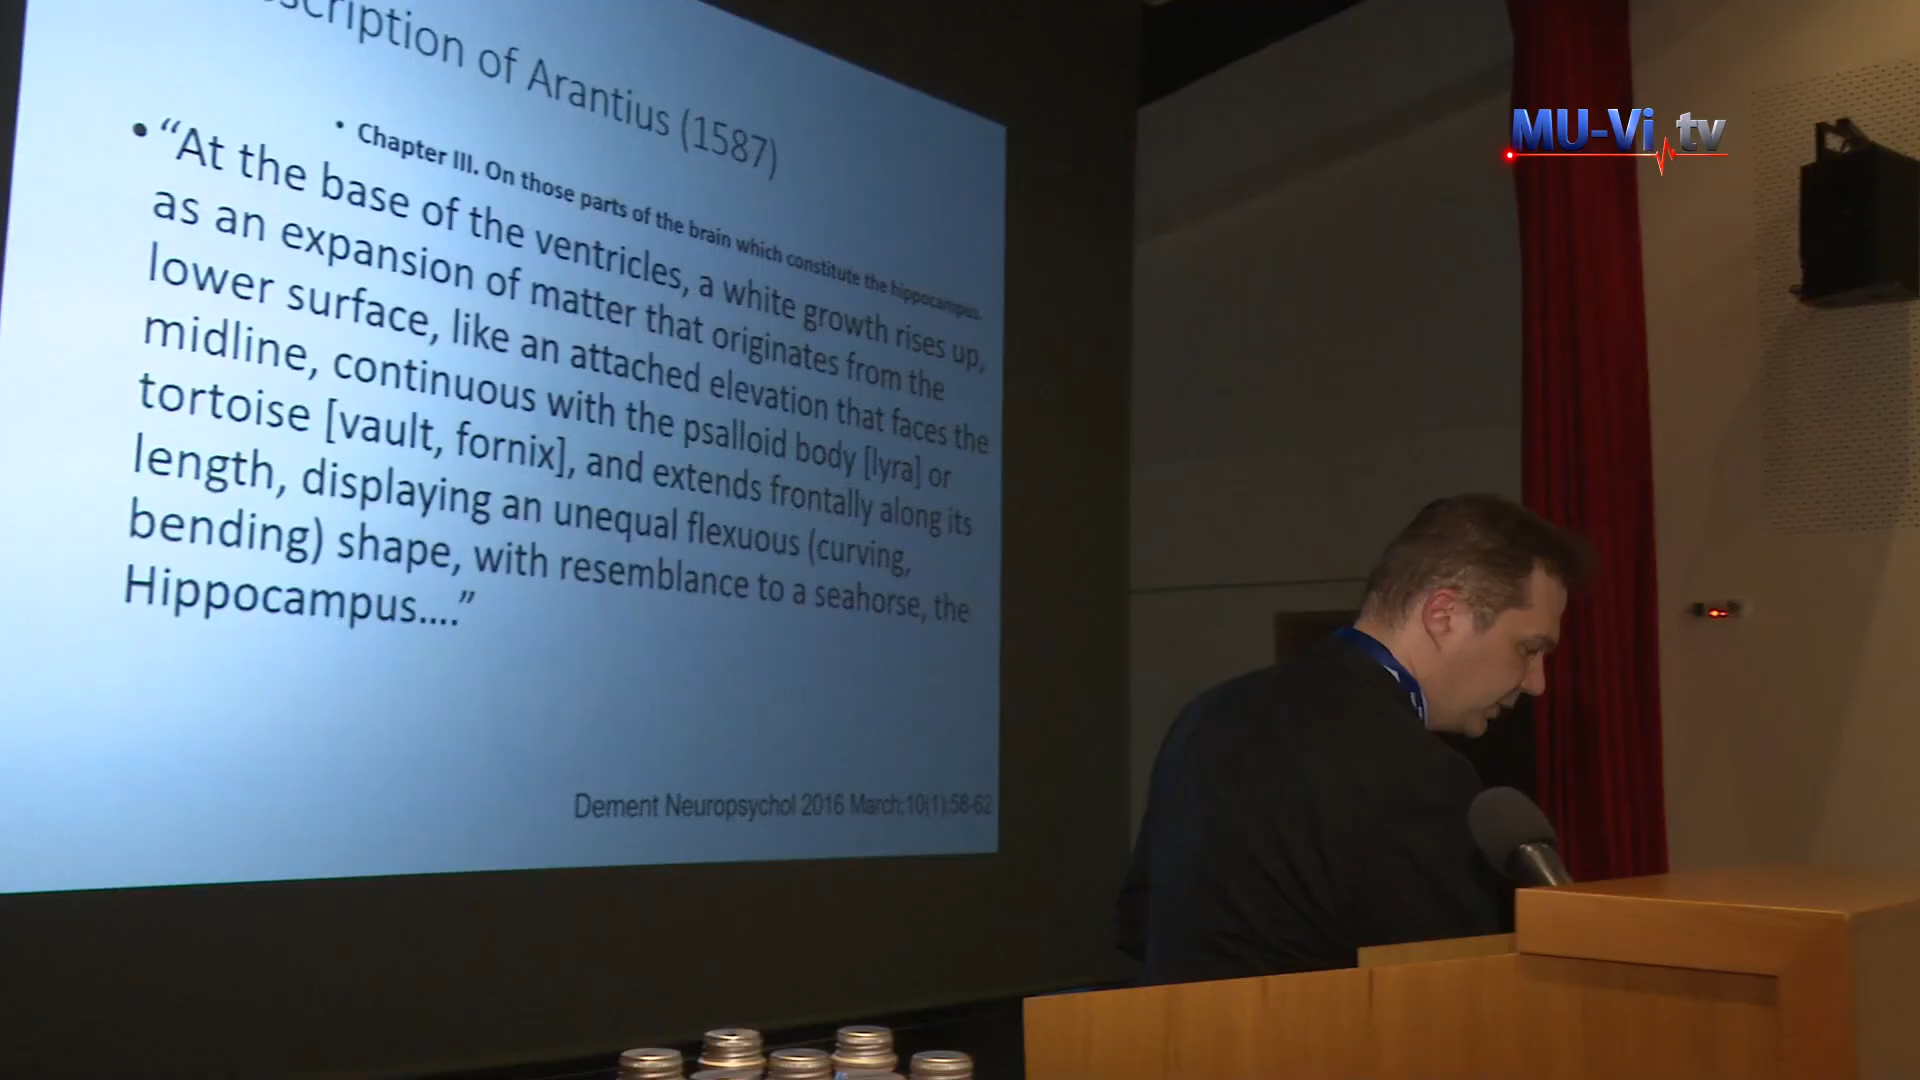 scription of Arantius (1587)
• Chapter III. On those parts of the brain which constitute the hippocampus.
• “At the base of the ventricles, a white growth rises up,
as an expansion of matter that originates from the
lower surface, like an attached elevation that faces the
midline, continuous with the psalloid body [lyra] or
tortoise [vault, fornix], and extends frontally along its
length, displaying an unequal flexuous (curving,
bending) shape, with resemblance to a seahorse, the
Hippocampus....”
Dement Neuropsychol 2016 March;10(1):58-62
MU-Vi tv